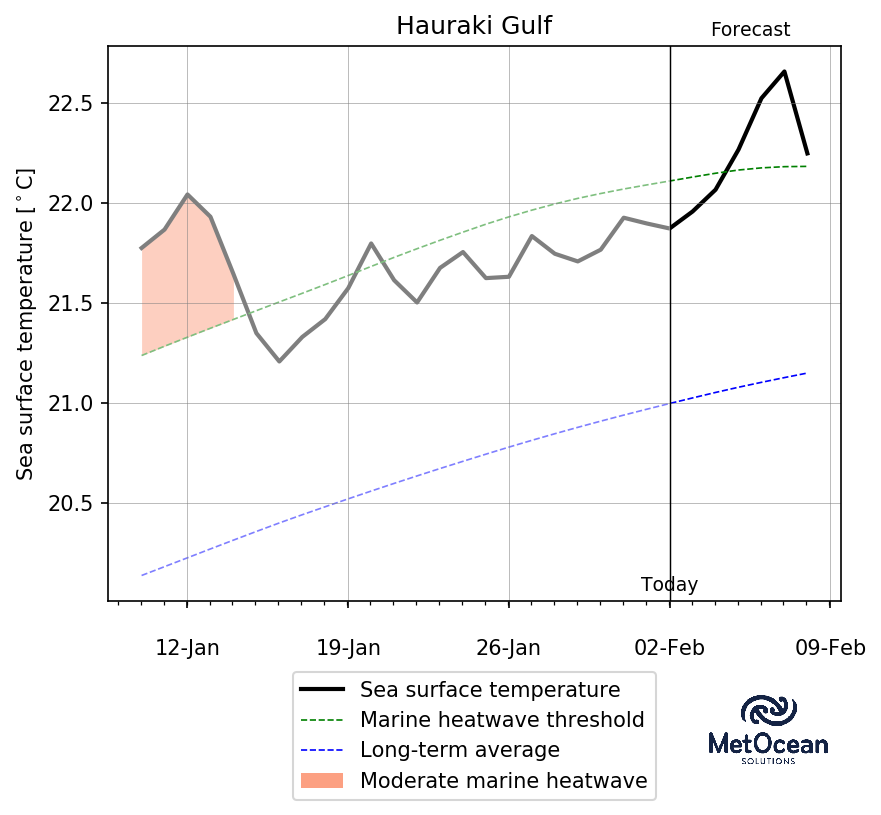 Hauraki Gulf
Forecast
Sea surface temperature [°C]
22.5
22.0
21.5
21.0
20.5
Today
12-Jan 19-Jan 26-Jan 02-Feb 09-Feb
Sea surface temperature
Marine heatwave threshold
Long-term average
Moderate marine heatwave
MetOcean
SOLUTIONS